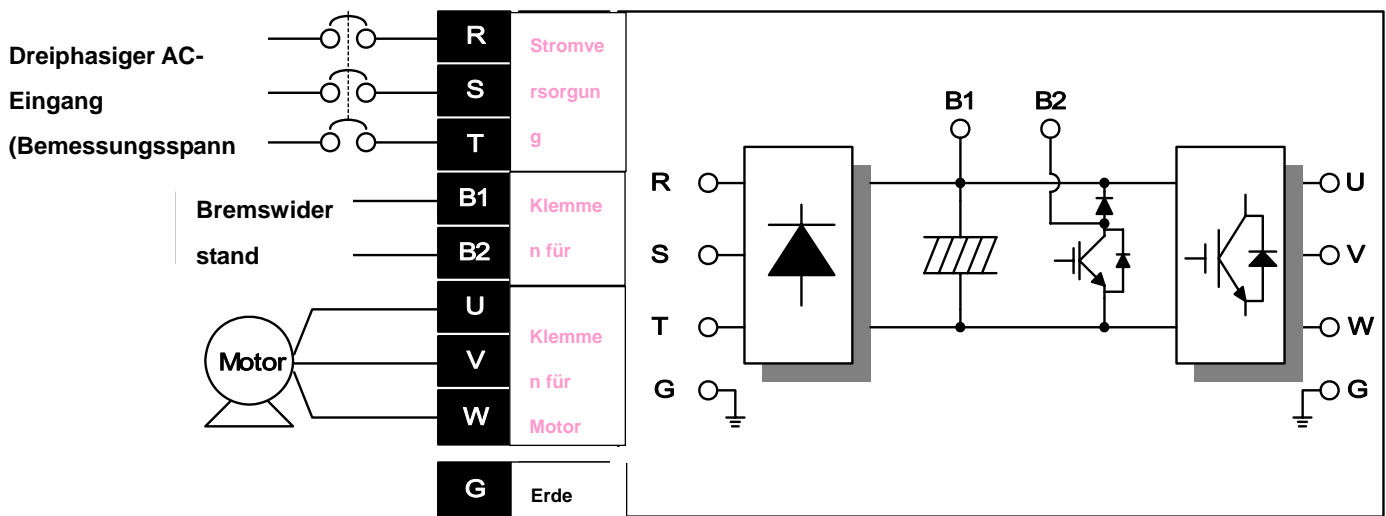 Dreiphasiger AC-
Eingang
(Bemessungsspann
R
S
T
Stromve
rsorgun
g
Bremswider
stand
B1
B2
Klemme
n für
Motor
U
V
W
Klemme
n für
Motor
G
Erde
B1
B2
R
S
T
G
U
V
W
G